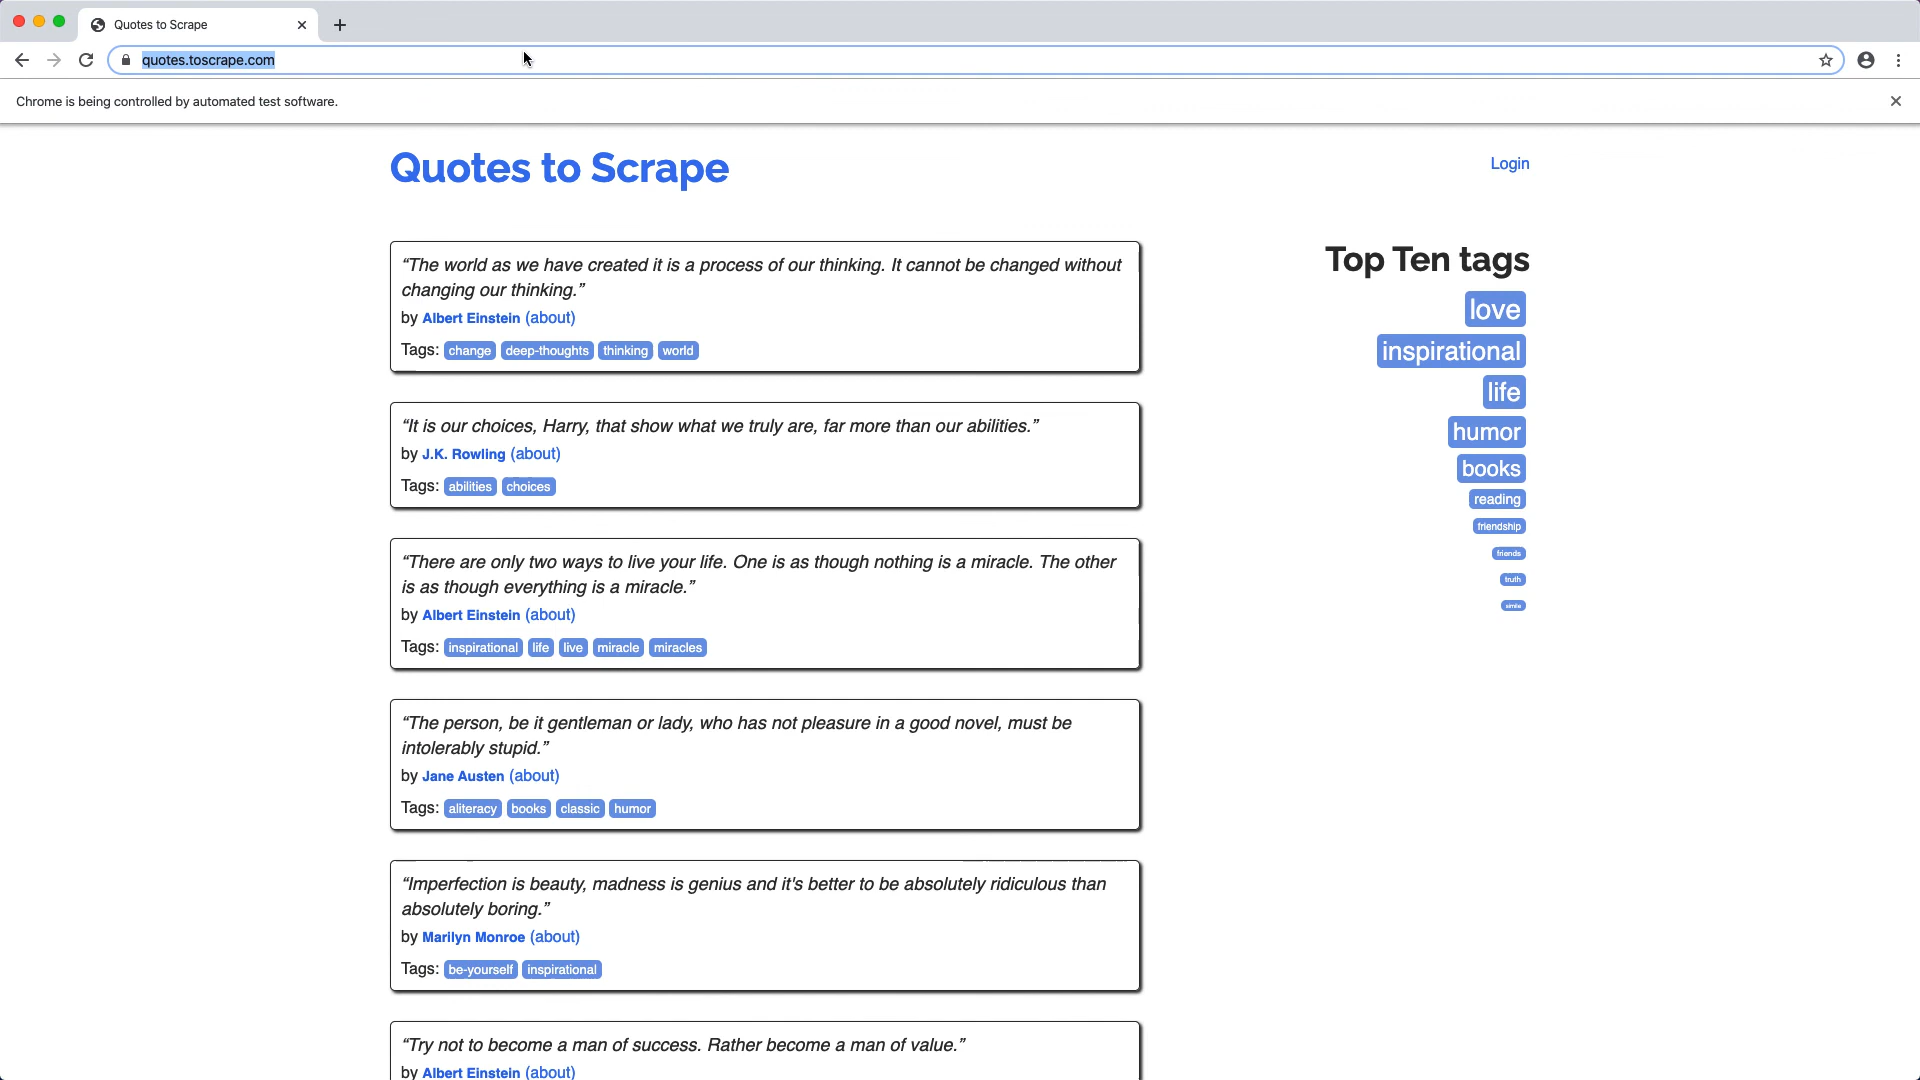 Quotes to Scrape
quotes.toscrape.com
Chrome is being controlled by automated test software.
Quotes to Scrape
Login
“The world as we have created it is a process of our thinking. It cannot be changed without
changing our thinking.”
by Albert Einstein (about)
Tags: change deep-thoughts thinking world
“It is our choices, Harry, that show what we truly are, far more than our abilities.”
by J.K. Rowling (about)
Tags: abilities choices
“There are only two ways to live your life. One is as though nothing is a miracle. The other
is as though everything is a miracle.”
by Albert Einstein (about)
Tags: inspirational life live miracle miracles
“The person, be it gentleman or lady, who has not pleasure in a good novel, must be
intolerably stupid.”
by Jane Austen (about)
Tags: aliteracy books classic humor
“Imperfection is beauty, madness is genius and it's better to be absolutely ridiculous than
absolutely boring.”
by Marilyn Monroe (about)
Tags: be-yourself inspirational
“Try not to become a man of success. Rather become a man of value.”
by Albert Einstein (about)
Top Ten tags
love
inspirational
life
humor
books
reading
friendship
friends
truth
simile